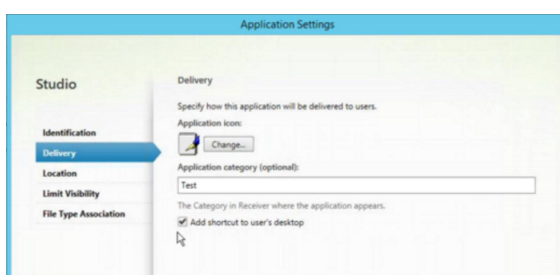 Application Settings
Studio
Identification
Delivery
Location
Limit Visibility
File Type Association
Delivery
Specify how this application will be delivered to users.
Application icon:
Change...
Application category (optional):
Test
The Category in Receiver where the application appears.
Add shortcut to user's desktop